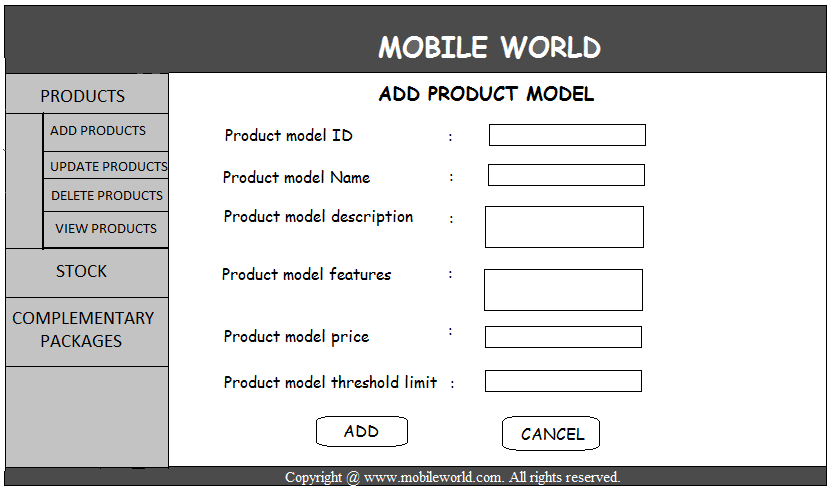 MOBILE WORLD
PRODUCTS
ADD PRODUCTS
UPDATE PRODUCTS
DELETE PRODUCTS
VIEW PRODUCTS
STOCK
COMPLEMENTARY
PACKAGES
ADD PRODUCT MODEL
Product model ID :
Product model Name :
Product model description :
Product model features :
Product model price :
Product model threshold limit :
ADD CANCEL
Copyright @ www.mobileworld.com. All rights reserved.